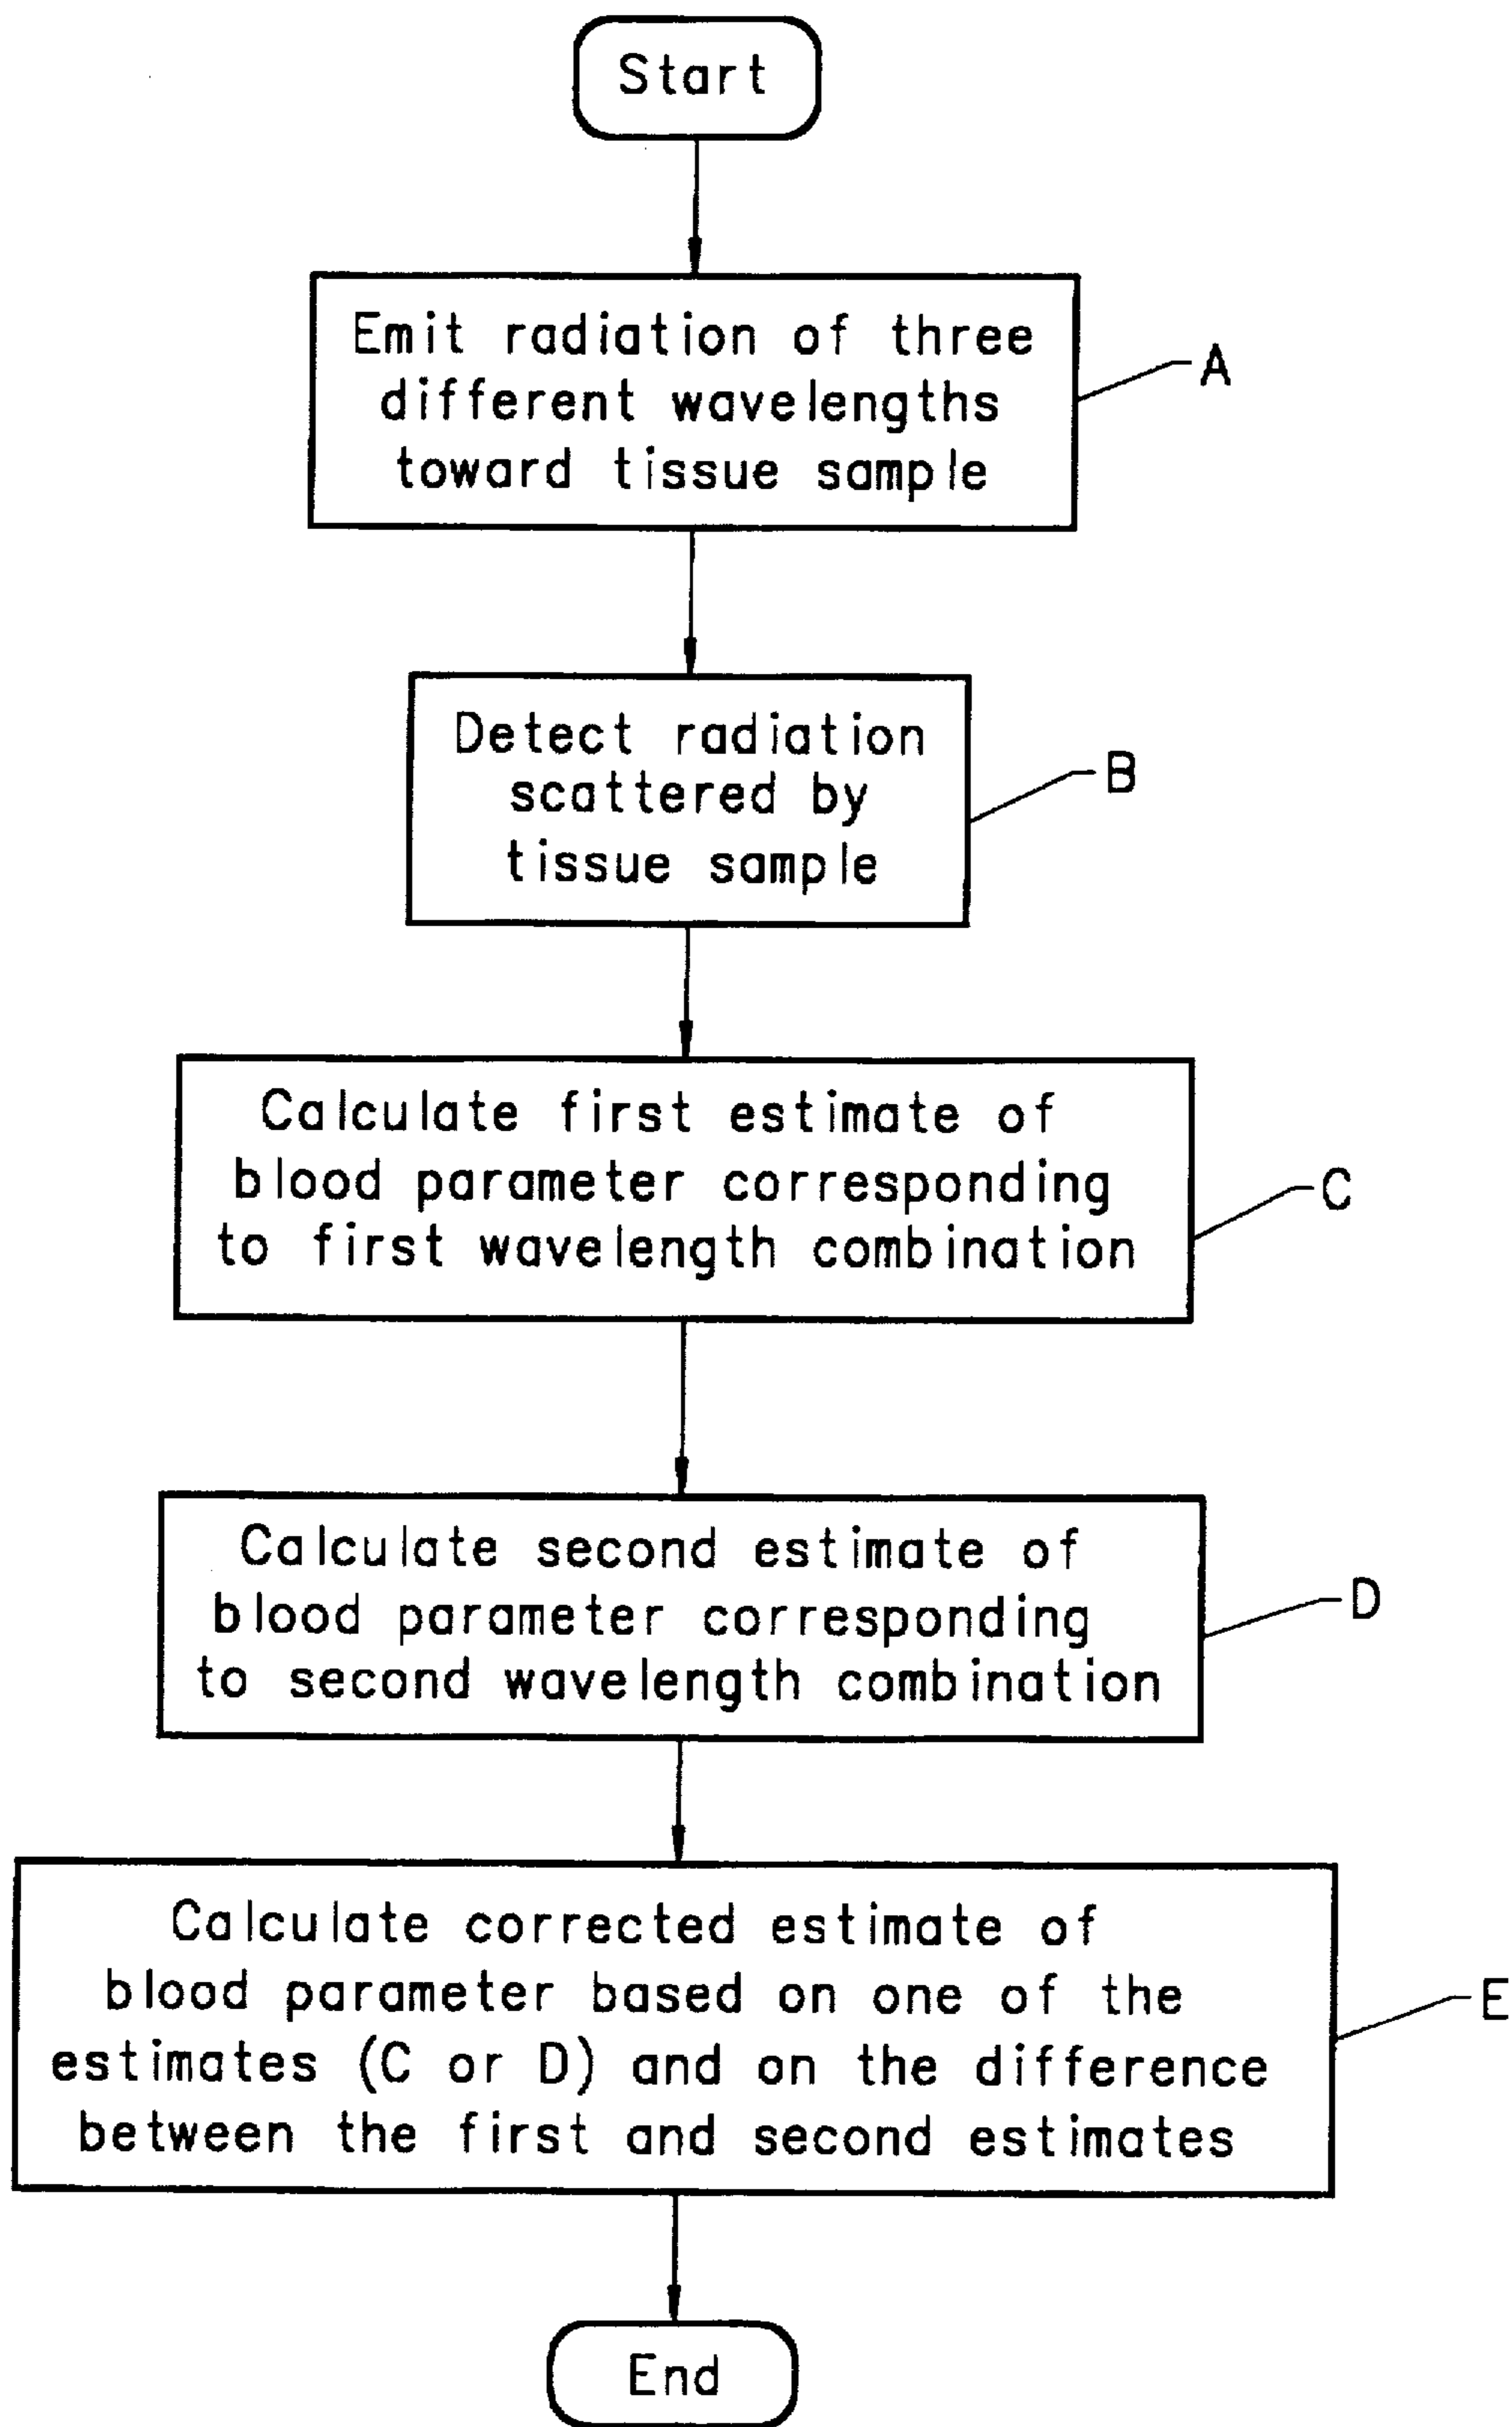 Start
Emit radiation of three
different wavelengths
toward tissue sample
A
Detect radiation
scattered by
tissue sample
B
Calculate first estimate of
blood parameter corresponding
to first wavelength combination
C
Calculate second estimate of
blood parameter corresponding
to second wavelength combination
D
Calculate corrected estimate of
blood parameter based on one of the
estimates (C or D) and on the difference
between the first and second estimates
E
End